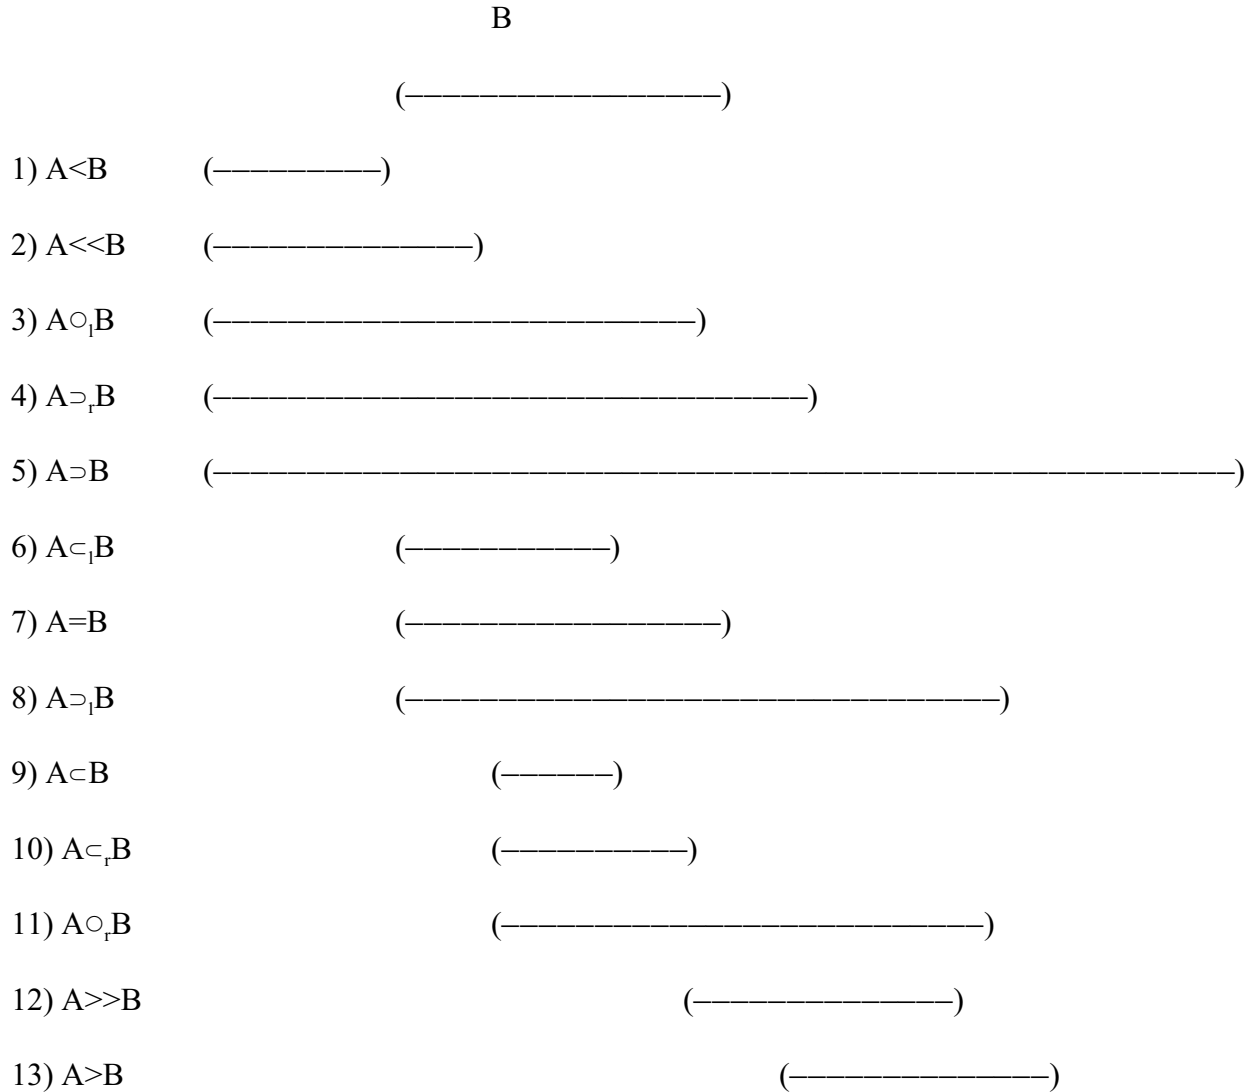 B
(—————————————————)
1) A<B (—————————)
2) A<<B (——————————————)
3) A○ₗB (——————————————————————————)
4) A⊃ᵣB (————————————————————————————————)
5) A⊃B (———————————————————————————————————————————————————————)
6) A⊂ₗB (———————————)
7) A=B (—————————————————)
8) A⊃ₗB (————————————————————————————————)
9) A⊂B (——————)
10) A⊂ᵣB (——————————)
11) A○ᵣB (——————————————————————————)
12) A>>B (——————————————)
13) A>B (——————————————)